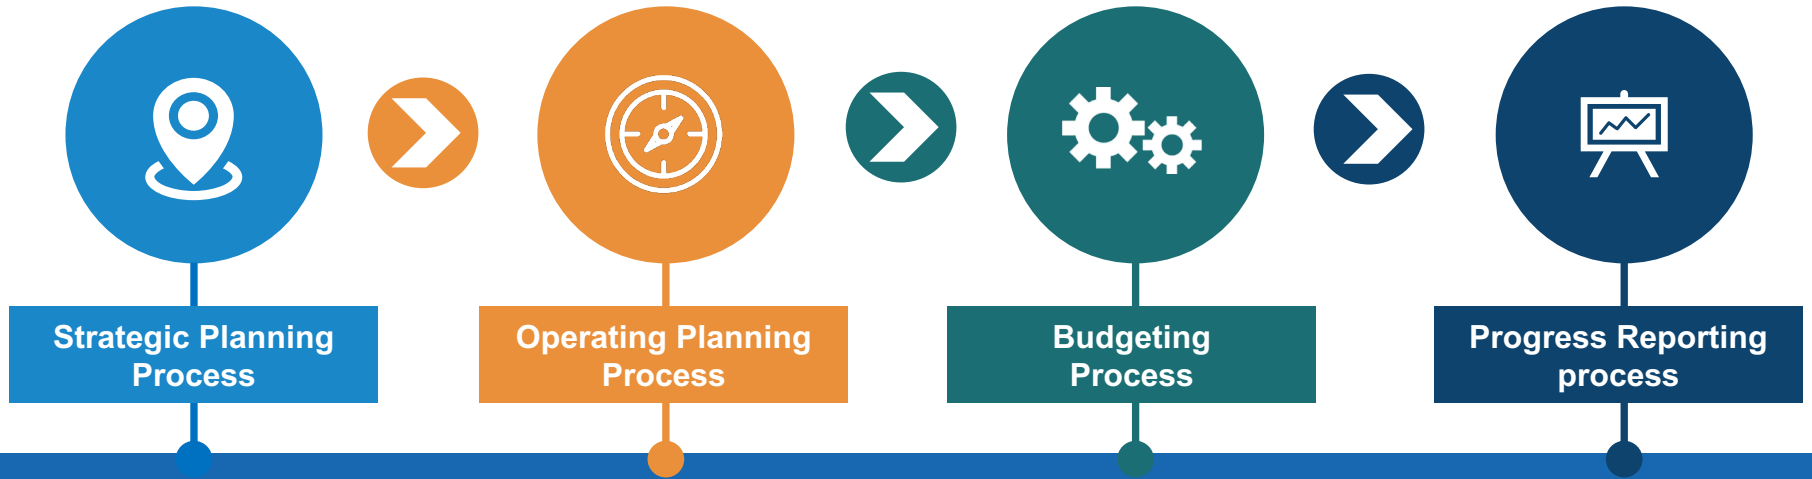 Strategic Planning
Process
Operating Planning
Process
Budgeting
Process
Progress Reporting
process